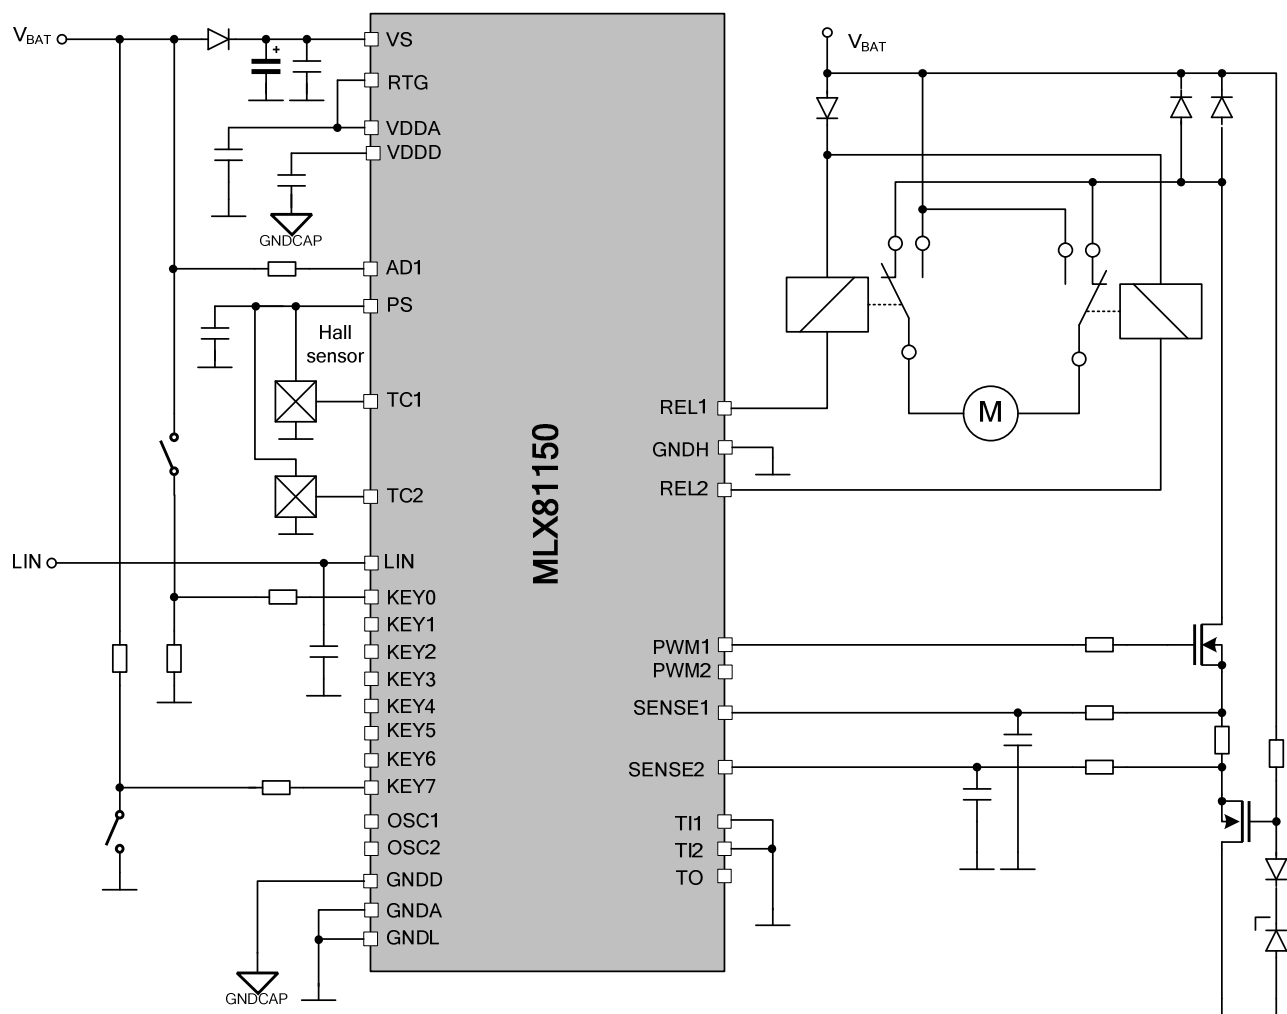 VBAT
+
VS
RTG
VDDA
VDDD
GNDCAP
AD1
PS
Hall
sensor
TC1
TC2
LIN
LIN
KEY0
KEY1
KEY2
KEY3
KEY4
KEY5
KEY6
KEY7
OSC1
OSC2
GNDD
GNDA
GNDL
GNDCAP
MLX81150
VBAT
M
REL1
GNDH
REL2
PWM1
PWM2
SENSE1
SENSE2
TI1
TI2
TO